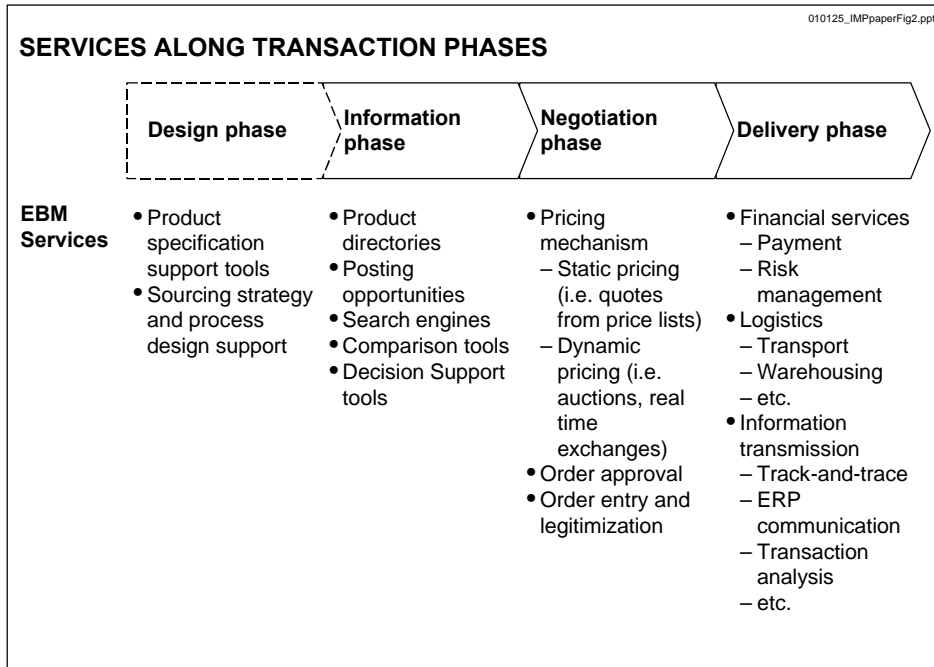 010125_IMPpaperFig2.ppt
SERVICES ALONG TRANSACTION PHASES
Design phase
Information
phase
Negotiation
phase
Delivery phase
EBM
Services
• Product
specification
support tools
• Sourcing strategy
and process
design support
• Product
directories
• Posting
opportunities
• Search engines
• Comparison tools
• Decision Support
tools
• Pricing
mechanism
– Static pricing
(i.e. quotes
from price lists)
– Dynamic
pricing (i.e.
auctions, real
time
exchanges)
• Order approval
• Order entry and
legitimization
• Financial services
– Payment
– Risk
management
• Logistics
– Transport
– Warehousing
– etc.
• Information
transmission
– Track-and-trace
– ERP
communication
– Transaction
analysis
– etc.